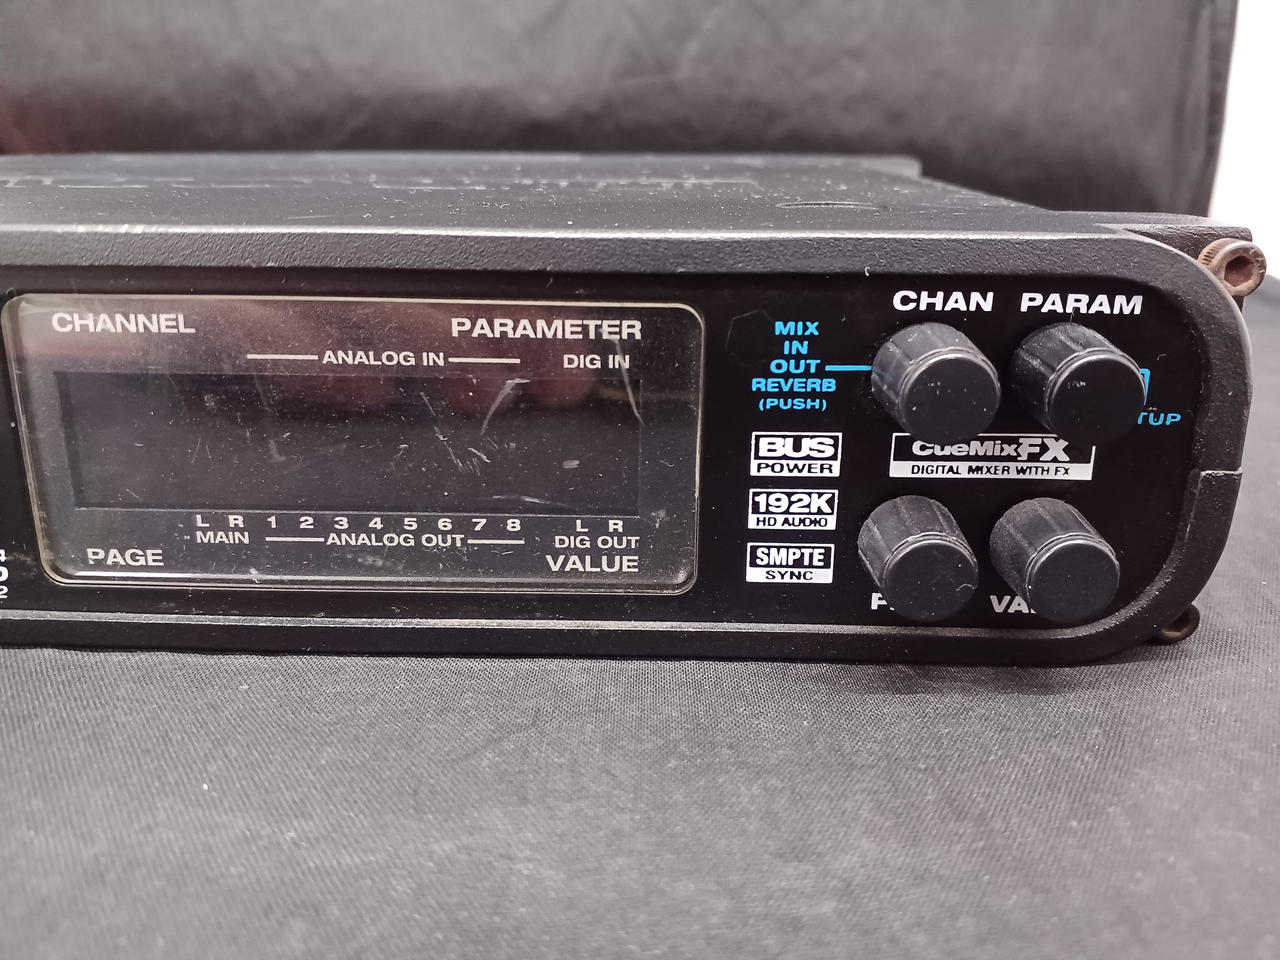 CHANNEL
PARAMETER
ANALOG IN
DIG IN
L R 1 2 3 4 5 6 7 8 L R
MAIN ANALOG OUT DIG OUT
PAGE
VALUE
MIX
IN
OUT
REVERB
(PUSH)
BUS
POWER
192K
HD AUDIO
SMPTE
SYNC
CHAN PARAM
CueMixFX
DIGITAL MIXER WITH FX